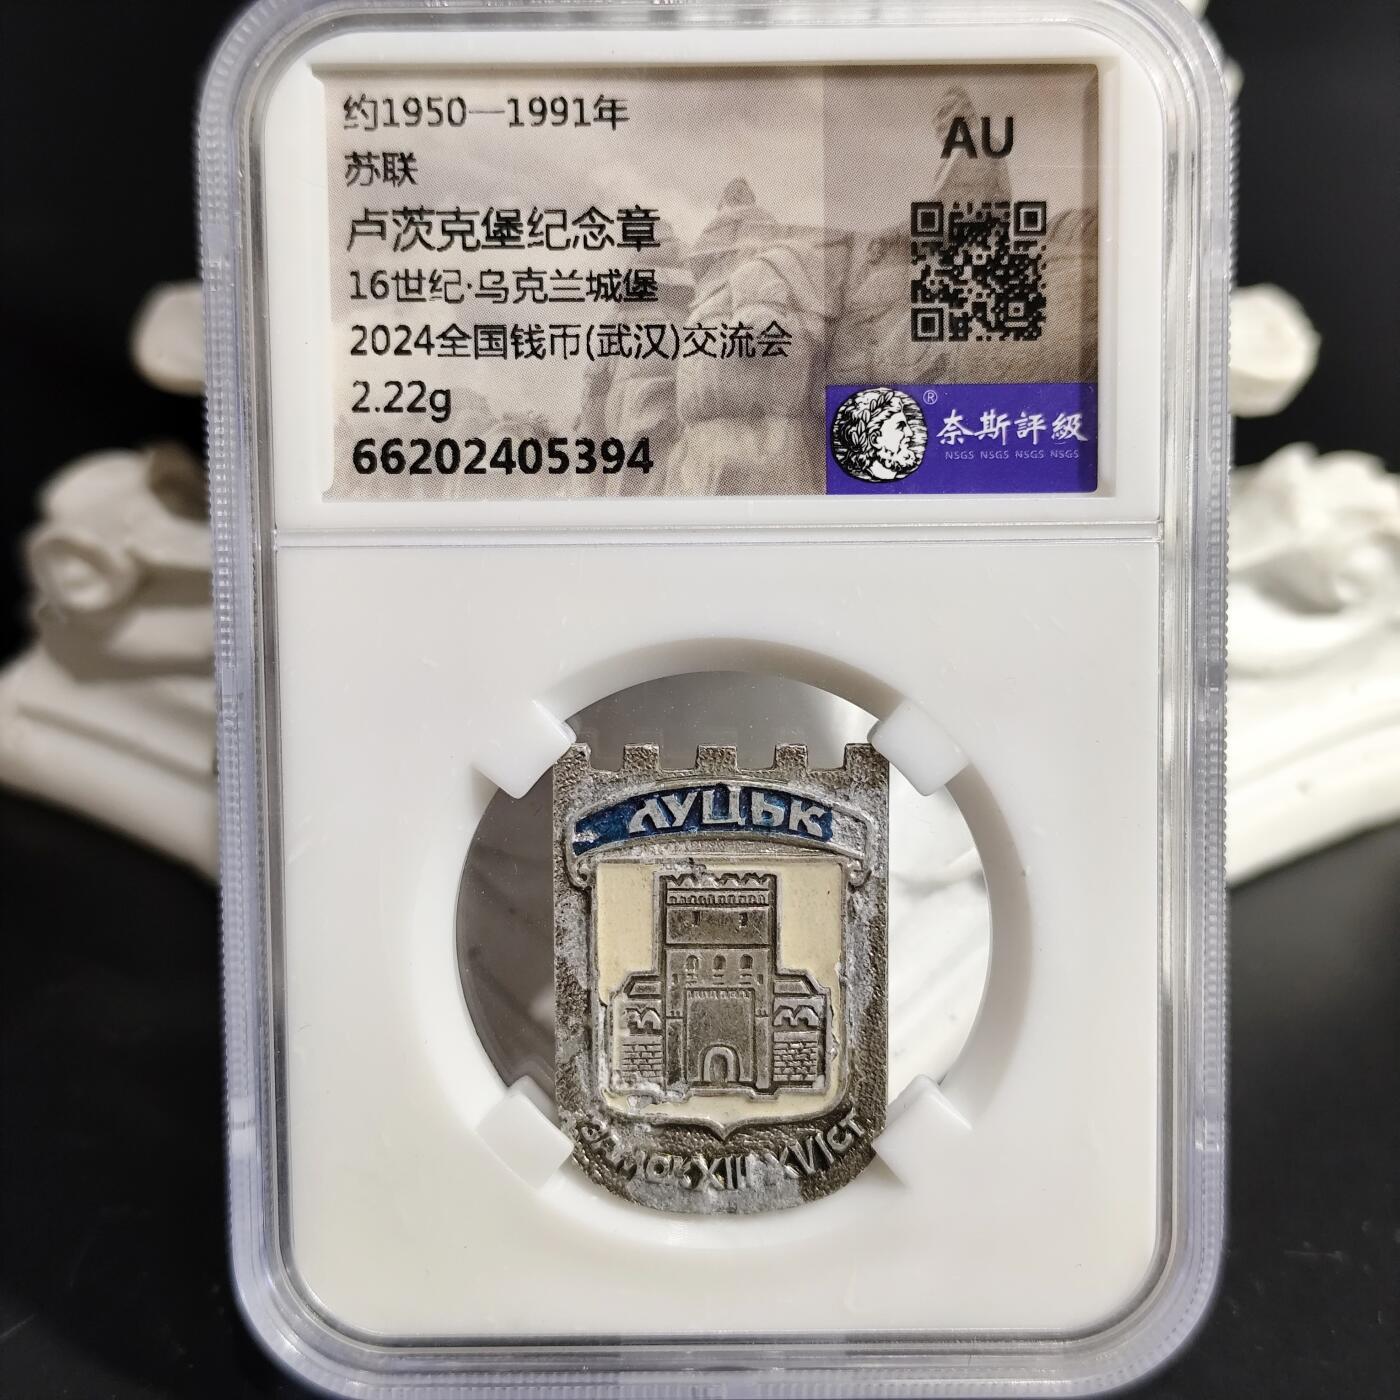 约1950—1991年
苏联
卢茨克堡纪念章
16世纪·乌克兰城堡
2024全国钱币(武汉)交流会
2.22g
66202405394
AU
®
奈斯評級
NSGS NSGS NSGS NSGS
ЛУЦЬК
ЗАМОК XIII-XVI СТ